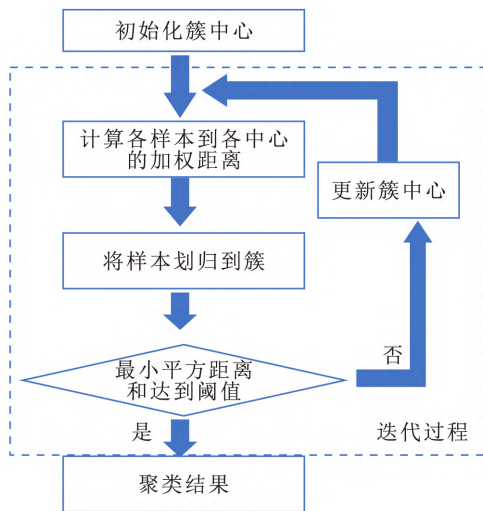 初始化簇中心
计算各样本到各中心
的加权距离
更新簇中心
将样本划归到簇
最小平方距离
和达到阈值
否
是
迭代过程
聚类结果